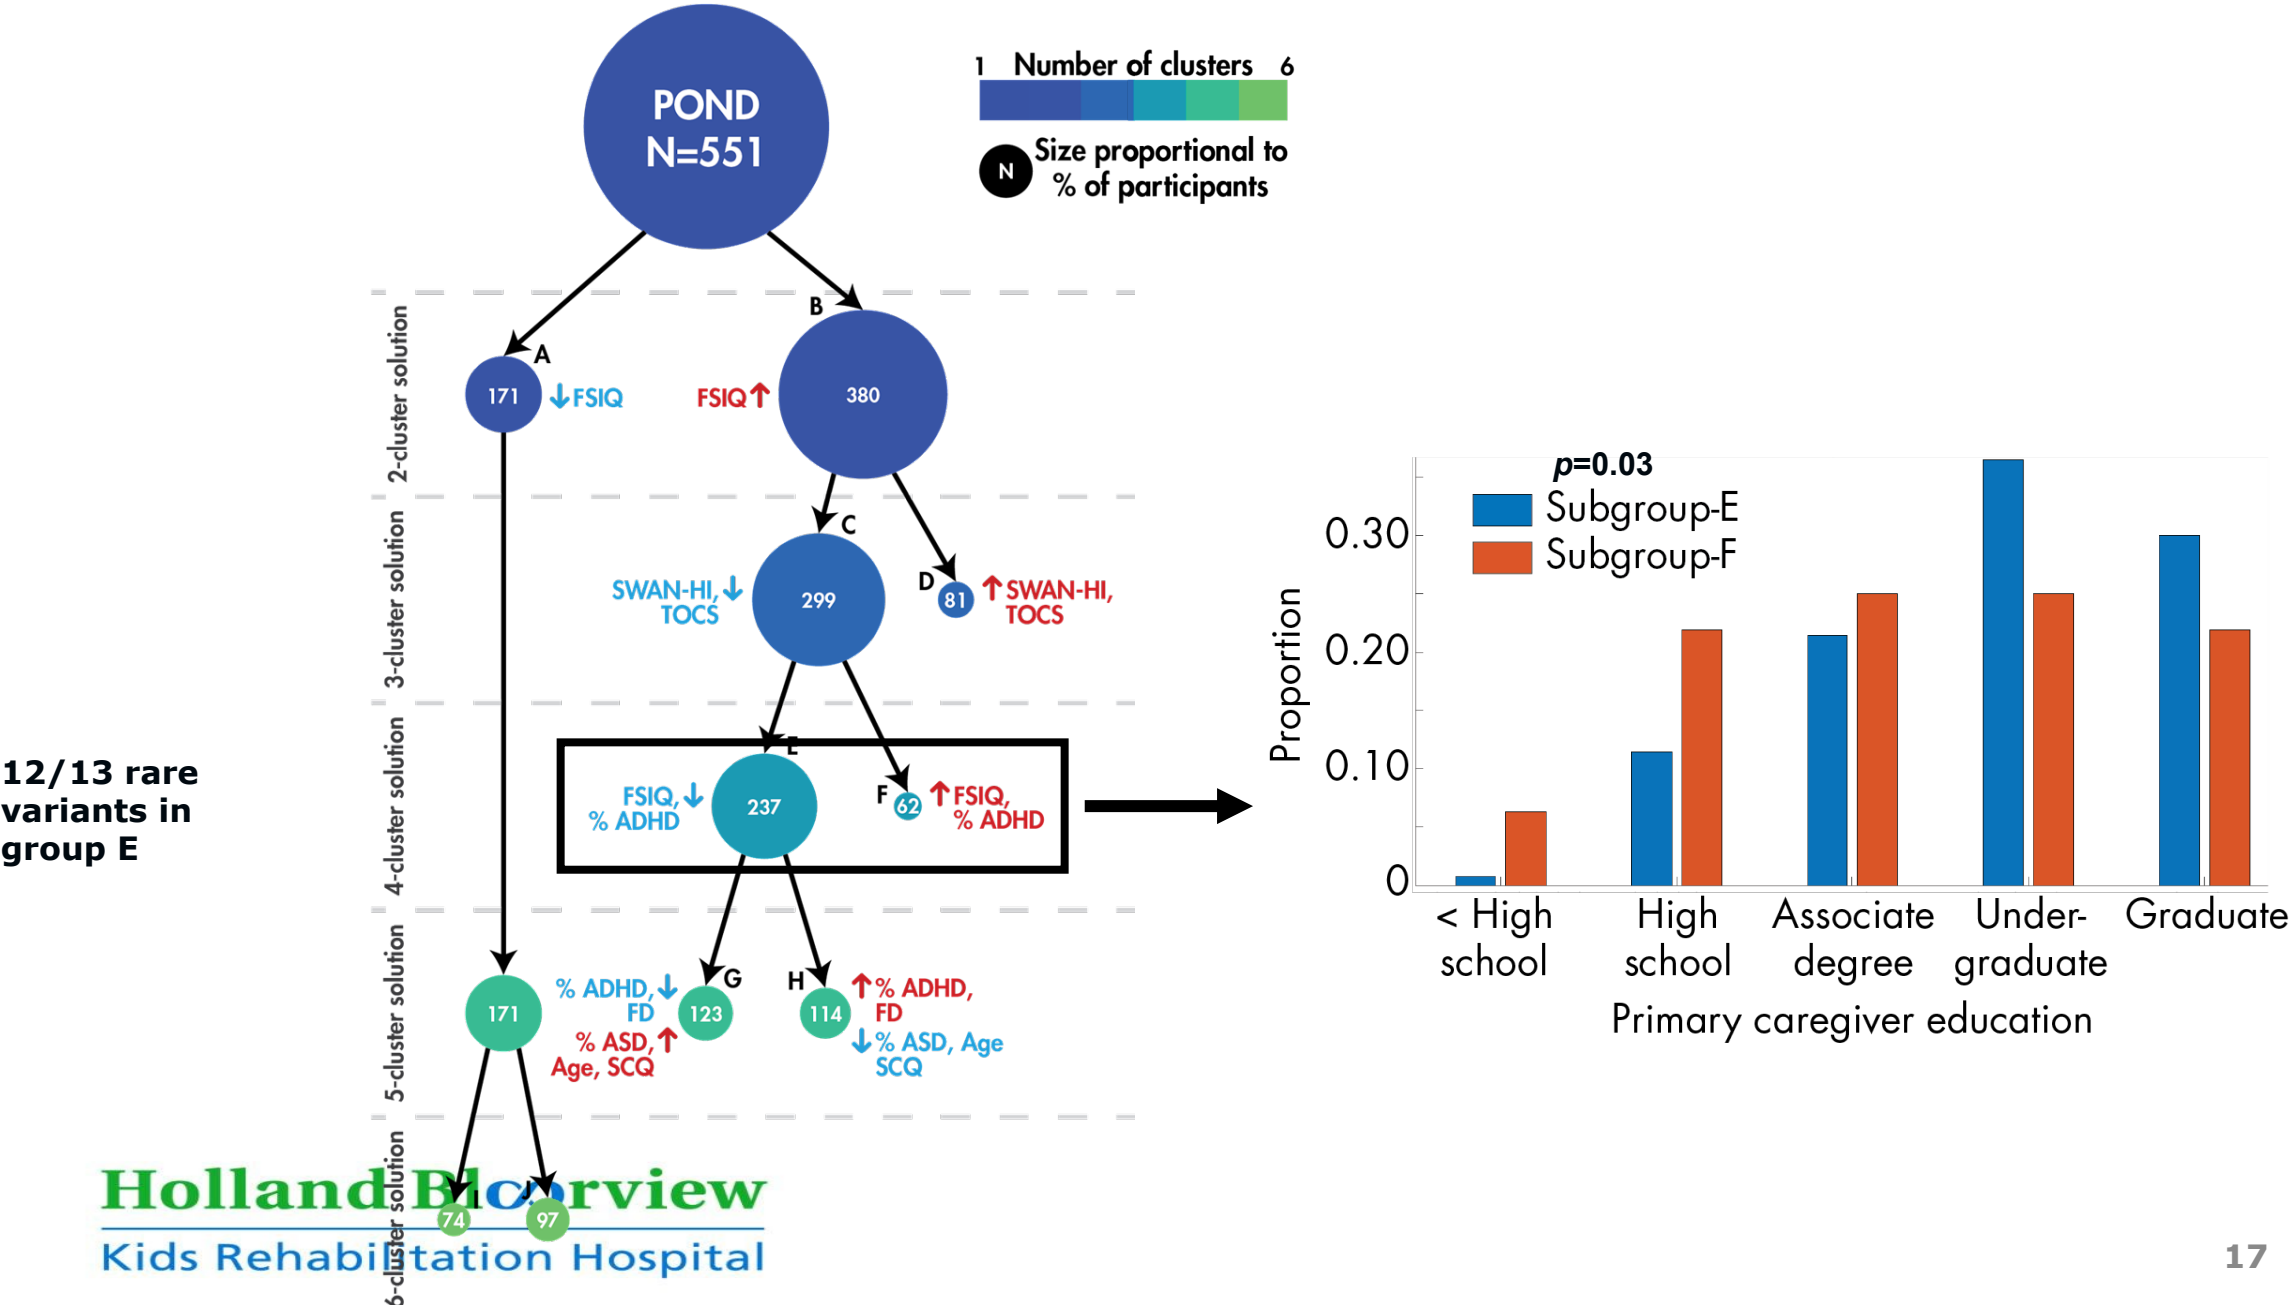 POND
N=551
1 Number of clusters 6
N
Size proportional to
% of participants
2-cluster solution
A
171
↓FSIQ
B
FSIQ↑
380
3-cluster solution
C
SWAN-HI,↓
TOCS
299
D
81
↑SWAN-HI,
TOCS
4-cluster solution
E
FSIQ,↓
% ADHD
237
F
62
↑FSIQ,
% ADHD
12/13 rare
variants in
group E
5-cluster solution
171
% ADHD,↓
FD
% ASD,↑
Age, SCQ
G
123
H
114
↑% ADHD,
FD
↓% ASD, Age
SCQ
6-cluster solution
I
74
J
97
Holland Bloorview
Kids Rehabilitation Hospital
p=0.03
Subgroup-E
Subgroup-F
Proportion
0.30
0.20
0.10
0
< High
school
High
school
Associate
degree
Under-
graduate
Graduate
Primary caregiver education
17